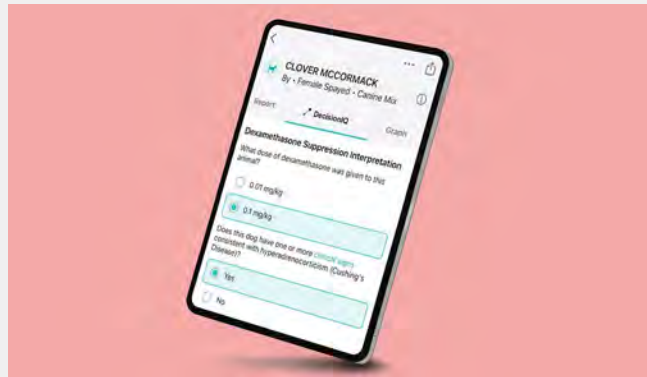 CLOVER MCCORMACK
8y • Female Spayed • Canine Mix
Report
DecisionIQ
Graph
Dexamethasone Suppression Interpretation
What dose of dexamethasone was given to this
animal?
0.01 mg/kg
0.1 mg/kg
Does this dog have one or more clinical signs
consistent with hyperadrenocorticism (Cushing's
Disease)?
Yes
No